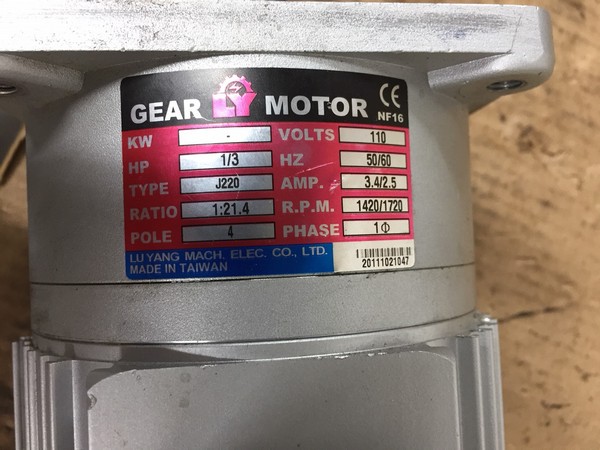 GEAR LY MOTOR CE
NF16
KW - VOLTS 110
HP 1/3 HZ 50/60
TYPE J220 AMP. 3.4/2.5
RATIO 1:21.4 R.P.M. 1420/1720
POLE 4 PHASE 1Φ
LU YANG MACH. ELEC. CO., LTD.
MADE IN TAIWAN
20111021047